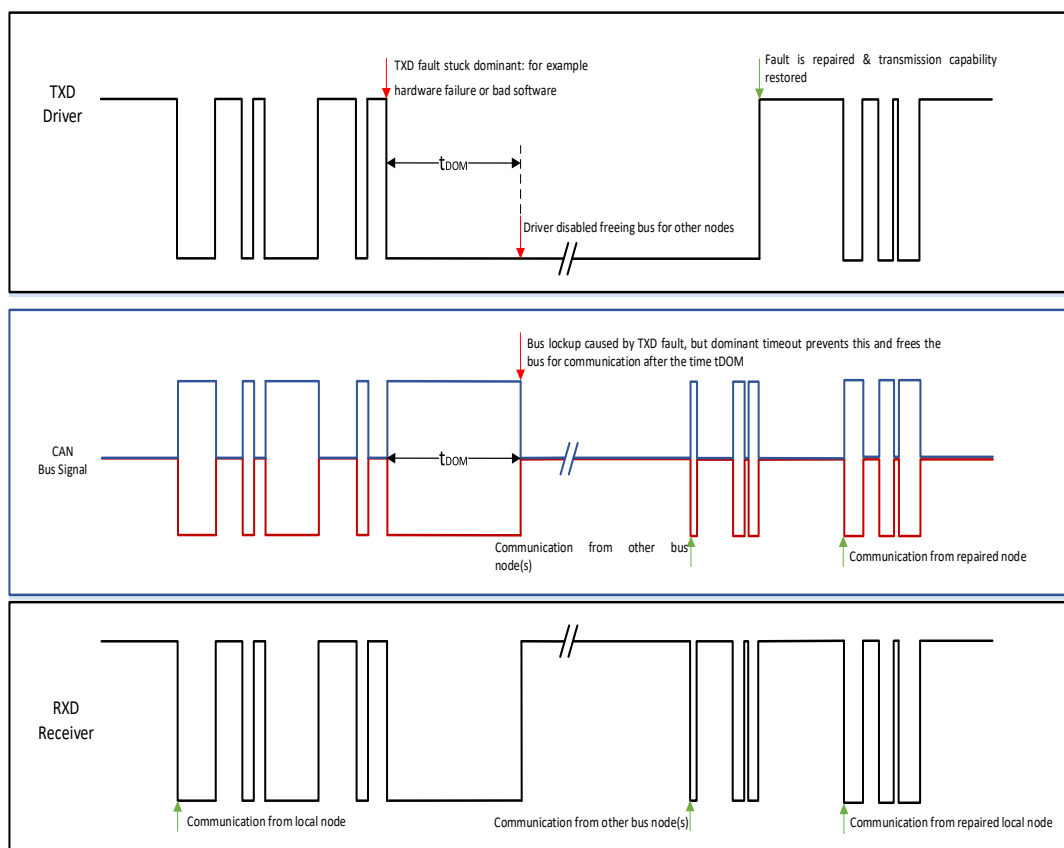 TXD
Driver
TXD fault stuck dominant: for example
hardware failure or bad software
Fault is repaired & transmission capability
restored
tDOM
Driver disabled freeing bus for other nodes
Bus lockup caused by TXD fault, but dominant timeout prevents this and frees the
bus for communication after the time tDOM
CAN
Bus Signal
tDOM
Communication from other bus
node(s)
Communication from repaired node
RXD
Receiver
Communication from local node
Communication from other bus node(s)
Communication from repaired local node